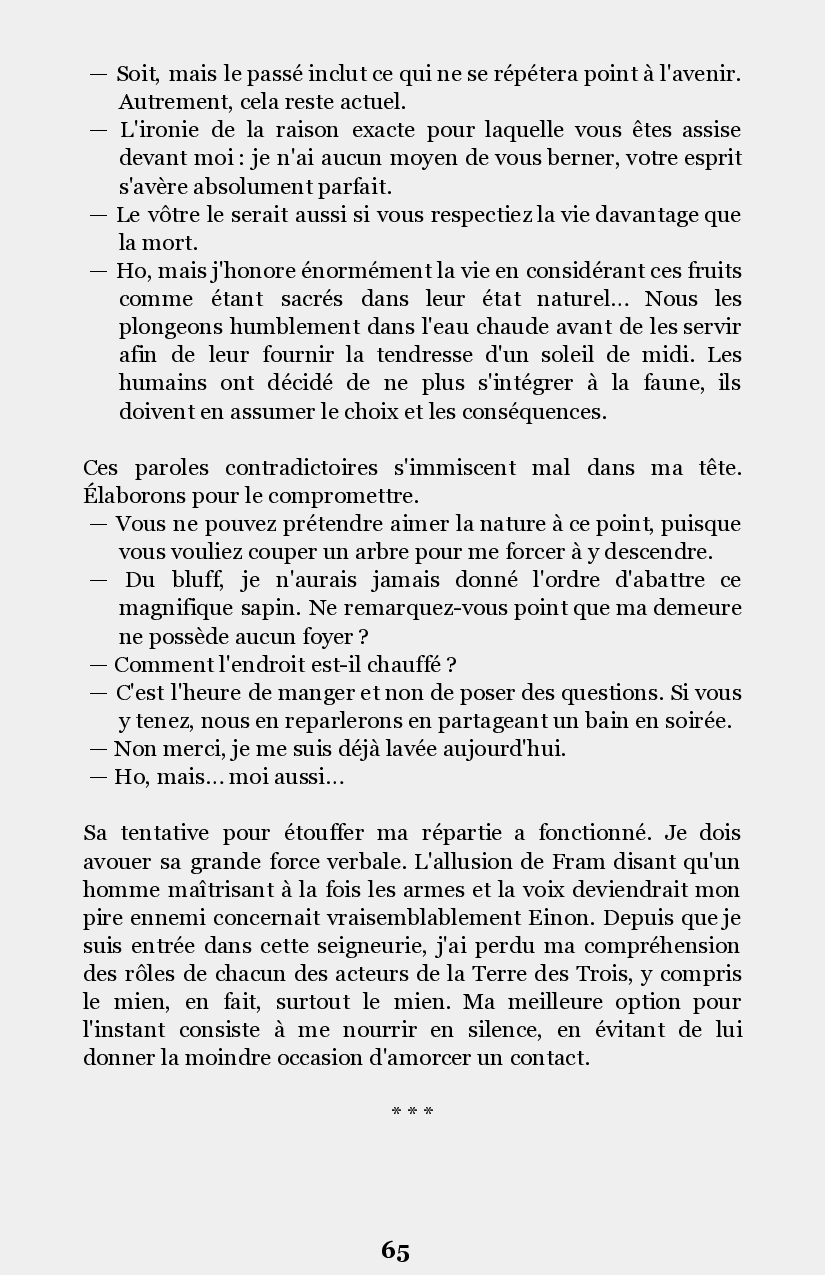 — Soit, mais le passé inclut ce qui ne se répétera point à l'avenir.
Autrement, cela reste actuel.
— L'ironie de la raison exacte pour laquelle vous êtes assise
devant moi : je n'ai aucun moyen de vous berner, votre esprit
s'avère absolument parfait.
— Le vôtre le serait aussi si vous respectiez la vie davantage que
la mort.
— Ho, mais j'honore énormément la vie en considérant ces fruits
comme étant sacrés dans leur état naturel... Nous les
plongeons humblement dans l'eau chaude avant de les servir
afin de leur fournir la tendresse d'un soleil de midi. Les
humains ont décidé de ne plus s'intégrer à la faune, ils
doivent en assumer le choix et les conséquences.
Ces paroles contradictoires s'immiscent mal dans ma tête.
Élaborons pour le compromettre.
— Vous ne pouvez prétendre aimer la nature à ce point, puisque
vous vouliez couper un arbre pour me forcer à y descendre.
— Du bluff, je n'aurais jamais donné l'ordre d'abattre ce
magnifique sapin. Ne remarquez-vous point que ma demeure
ne possède aucun foyer ?
— Comment l'endroit est-il chauffé ?
— C'est l'heure de manger et non de poser des questions. Si vous
y tenez, nous en reparlerons en partageant un bain en soirée.
— Non merci, je me suis déjà lavée aujourd'hui.
— Ho, mais... moi aussi...
Sa tentative pour étouffer ma répartie a fonctionné. Je dois
avouer sa grande force verbale. L'allusion de Fram disant qu'un
homme maîtrisant à la fois les armes et la voix deviendrait mon
pire ennemi concernait vraisemblablement Einon. Depuis que je
suis entrée dans cette seigneurie, j'ai perdu ma compréhension
des rôles de chacun des acteurs de la Terre des Trois, y compris
le mien, en fait, surtout le mien. Ma meilleure option pour
l'instant consiste à me nourrir en silence, en évitant de lui
donner la moindre occasion d'amorcer un contact.
* * *
65